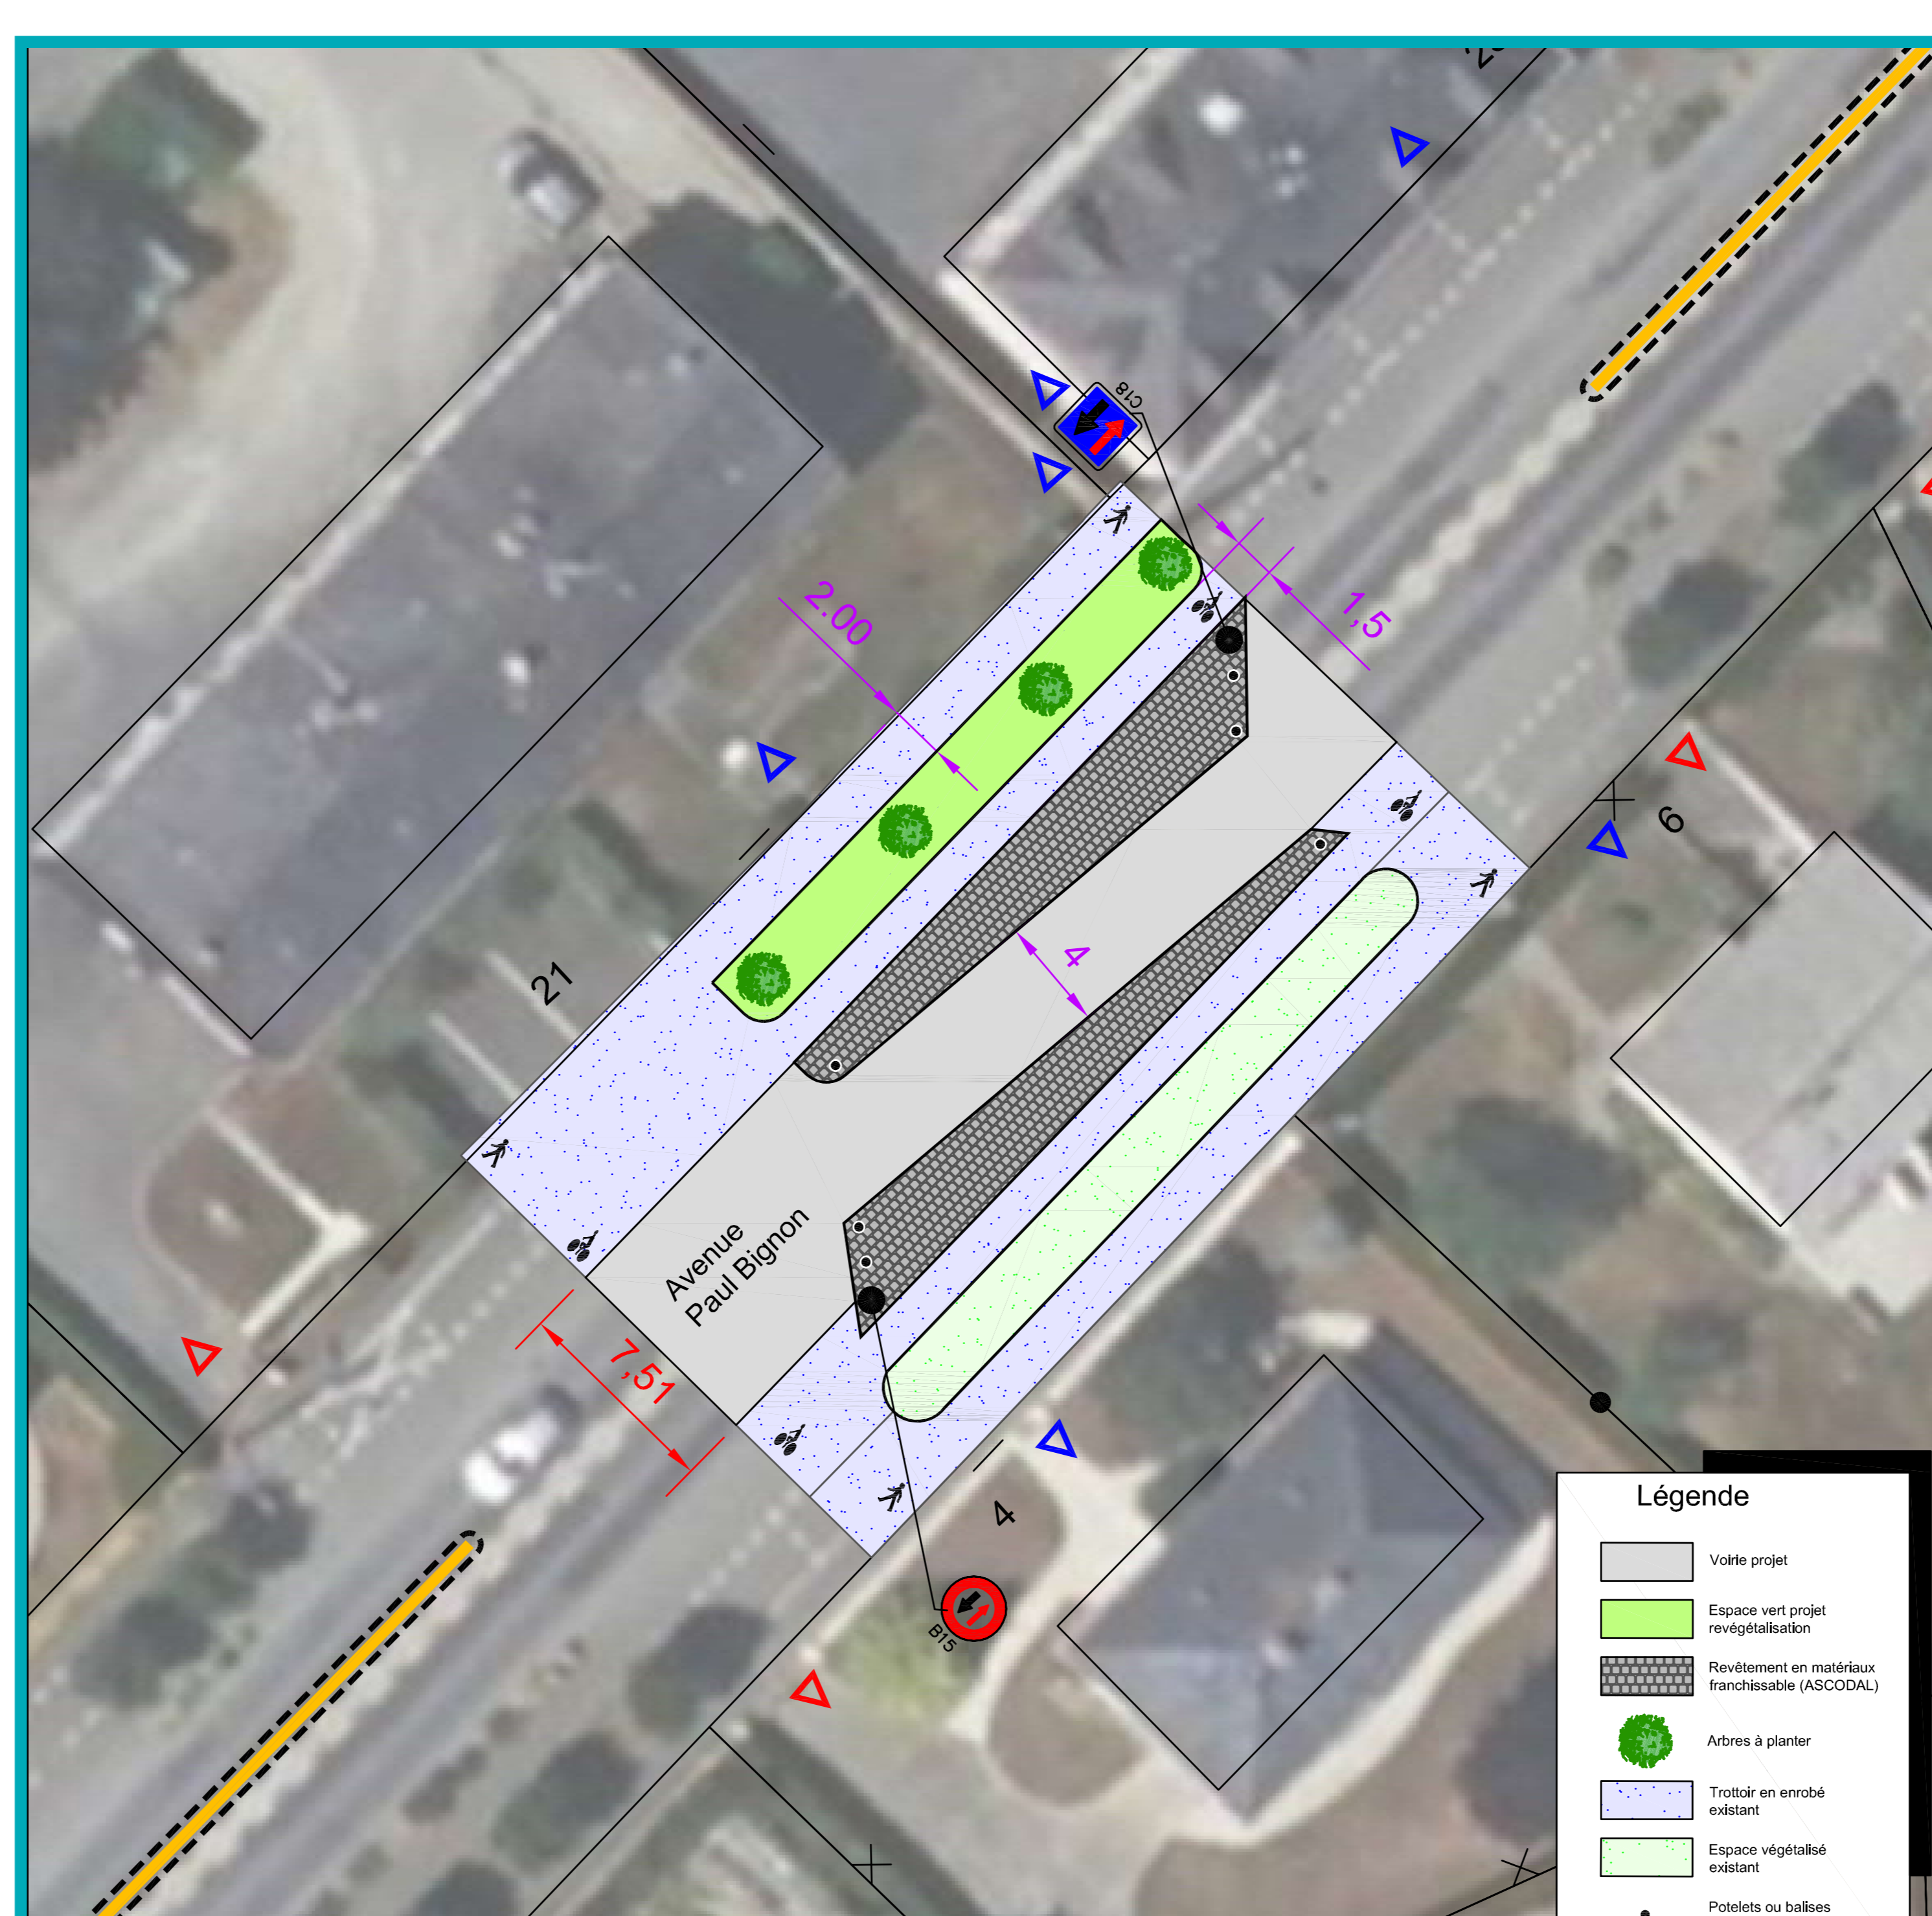 C18
2.00
1,5
6
4
21
Avenue
Paul Bignon
7,51
4
B15
Légende
Voirie projet
Espace vert projet
revégétalisation
Revêtement en matériaux
franchissable (ASCODAL)
Arbres à planter
Trottoir en enrobé
existant
Espace végétalisé
existant
Potelets ou balises